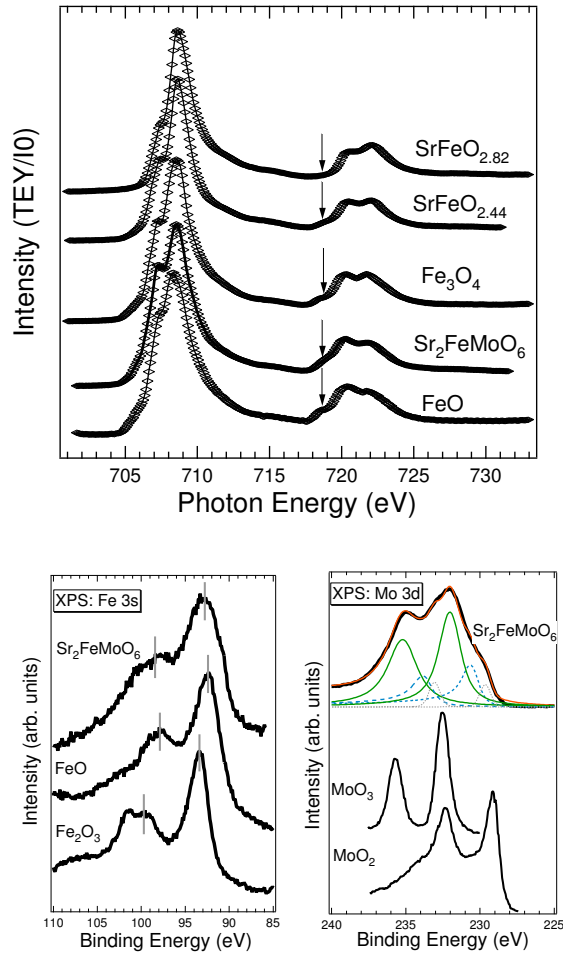 Intensity (TEY/I0)
SrFeO2.82
SrFeO2.44
Fe3O4
Sr2FeMoO6
FeO
705 710 715 720 725 730
Photon Energy (eV)
XPS: Fe 3s
Sr2FeMoO6
FeO
Fe2O3
Intensity (arb. units)
110 105 100 95 90 85
Binding Energy (eV)
XPS: Mo 3d
Sr2FeMoO6
MoO3
MoO2
Intensity (arb. units)
240 235 230 225
Binding Energy (eV)